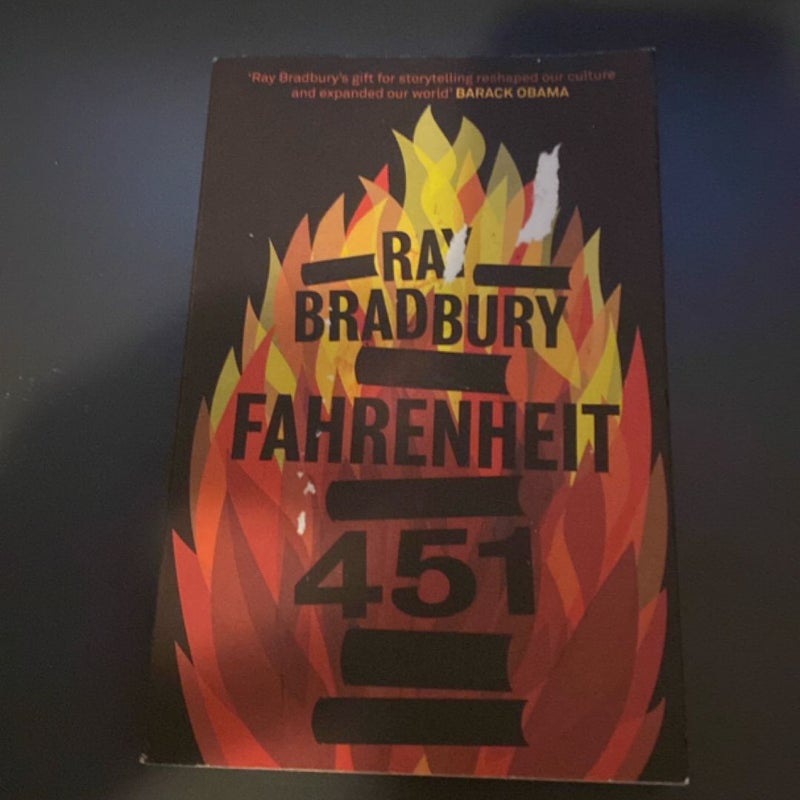 'Ray Bradbury's gift for storytelling reshaped our culture
and expanded our world' BARACK OBAMA
RAY
BRADBURY
FAHRENHEIT
451